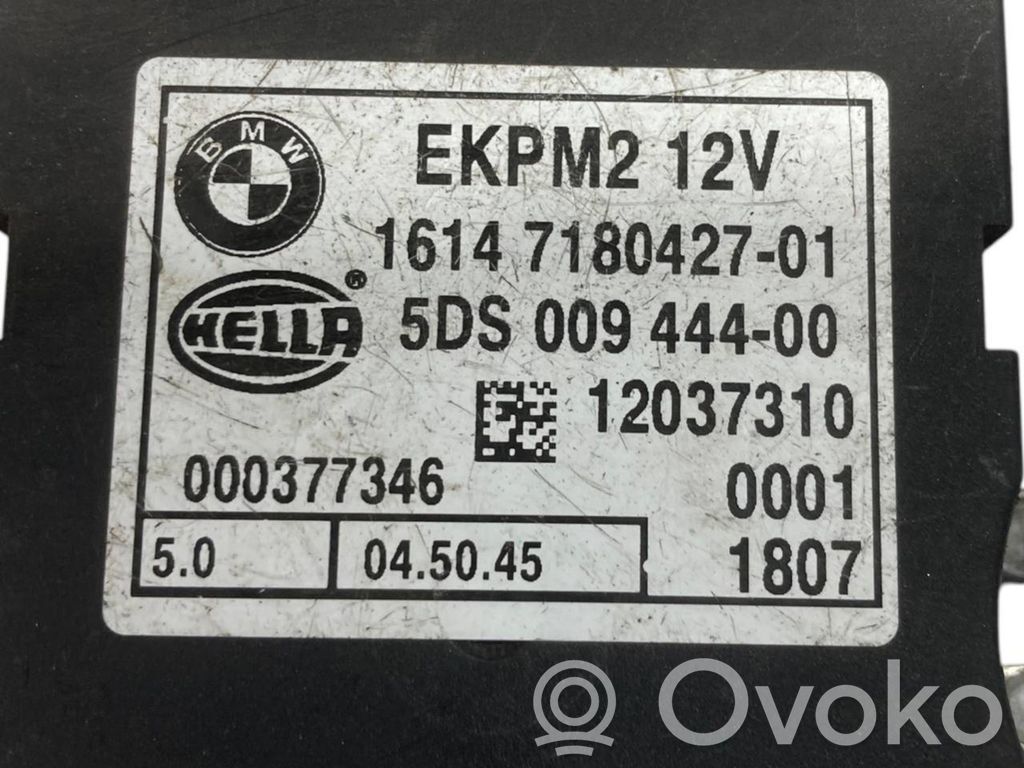 BMW
EKPM2 12V
1614 7180427-01
HELLA®
5DS 009 444-00
12037310
000377346
0001
5.0
04.50.45
1807
Ovoko